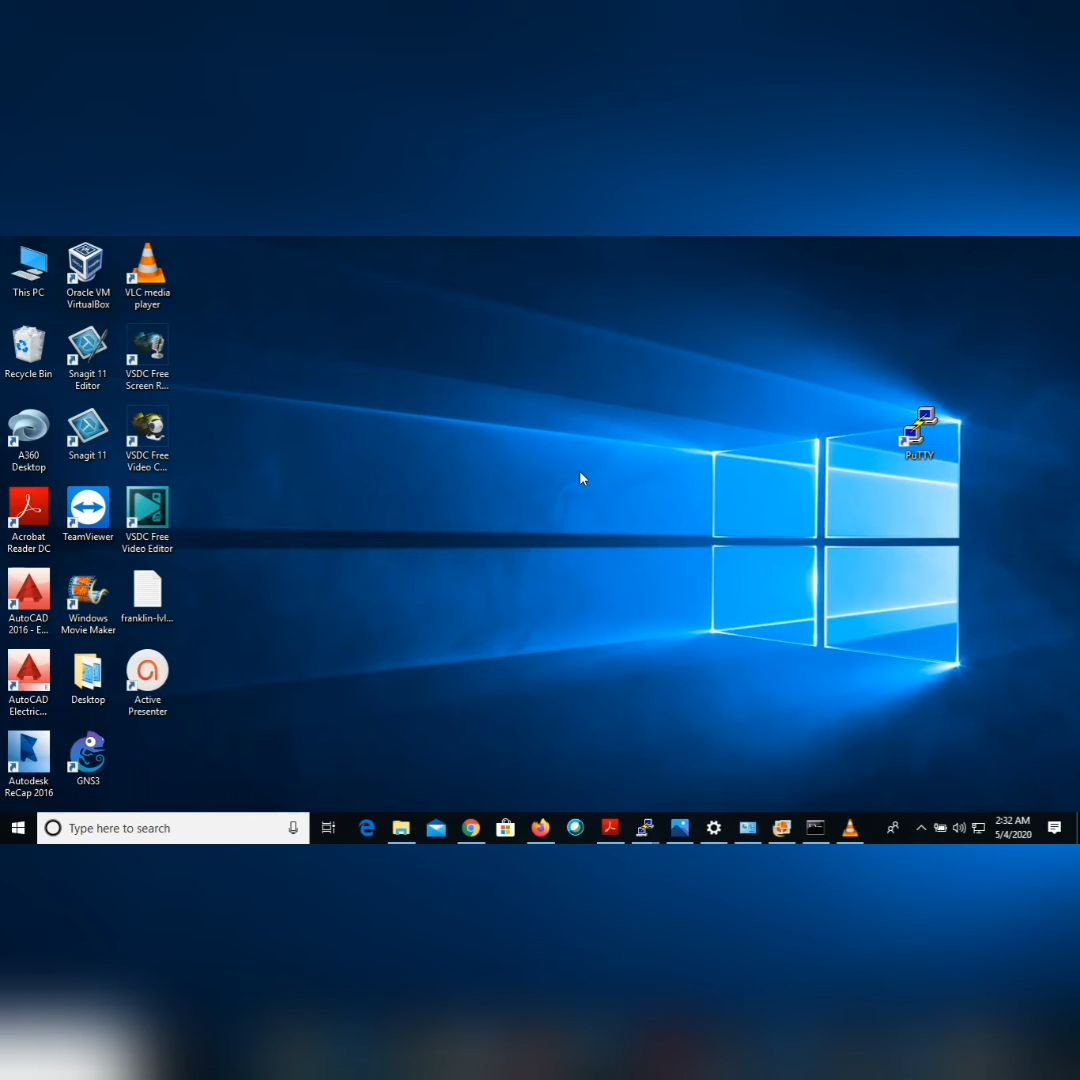 This PC
Oracle VM
VirtualBox
VLC media
player
Recycle Bin
Snagit 11
Editor
VSDC Free
Screen R...
A360
Desktop
Snagit 11
VSDC Free
Video C...
PuTTY
Acrobat
Reader DC
TeamViewer
VSDC Free
Video Editor
AutoCAD
2016 - E...
Windows
Movie Maker
franklin-lvl...
AutoCAD
Electric...
Desktop
Active
Presenter
Autodesk
ReCap 2016
GNS3
Type here to search
2:32 AM
5/4/2020